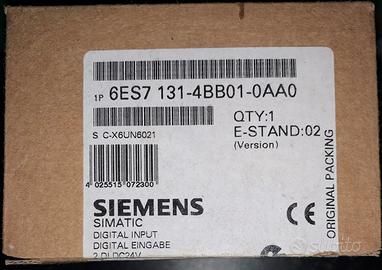 1P 6ES7 131-4BB01-0AA0
QTY:1
S C-X6UN6021
E-STAND:02
(Version)
4 025515 072300
SIEMENS
SIMATIC
DIGITAL INPUT
DIGITAL EINGABE
2 DI DC24V
ORIGINAL PACKING
CE
subito